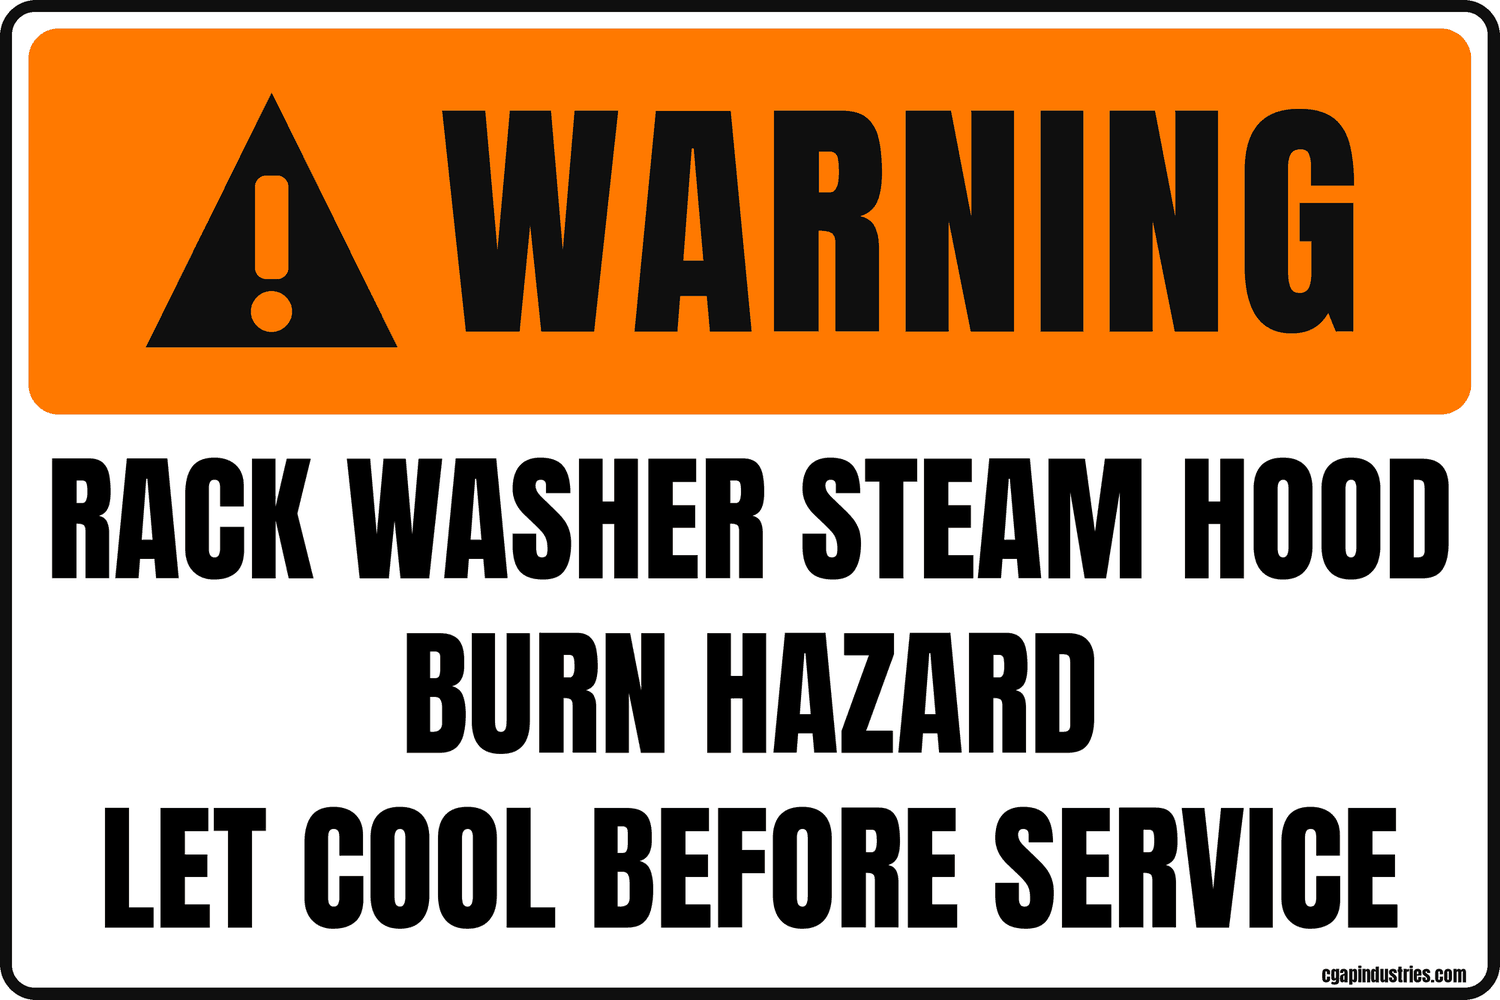 WARNING
RACK WASHER STEAM HOOD
BURN HAZARD
LET COOL BEFORE SERVICE
cgapindustries.com